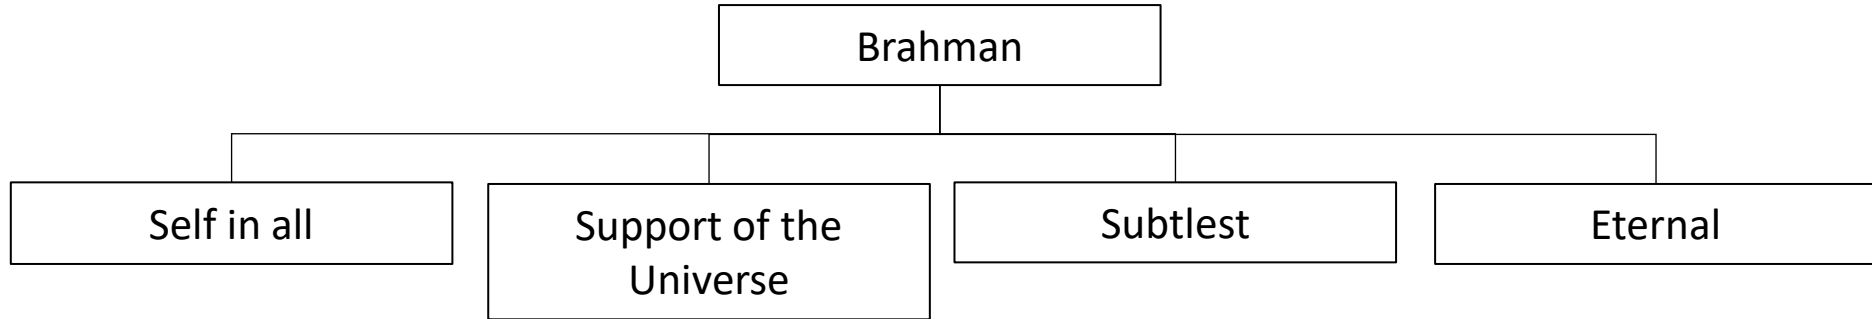 Brahman
Self in all
Support of the
Universe
Subtlest
Eternal